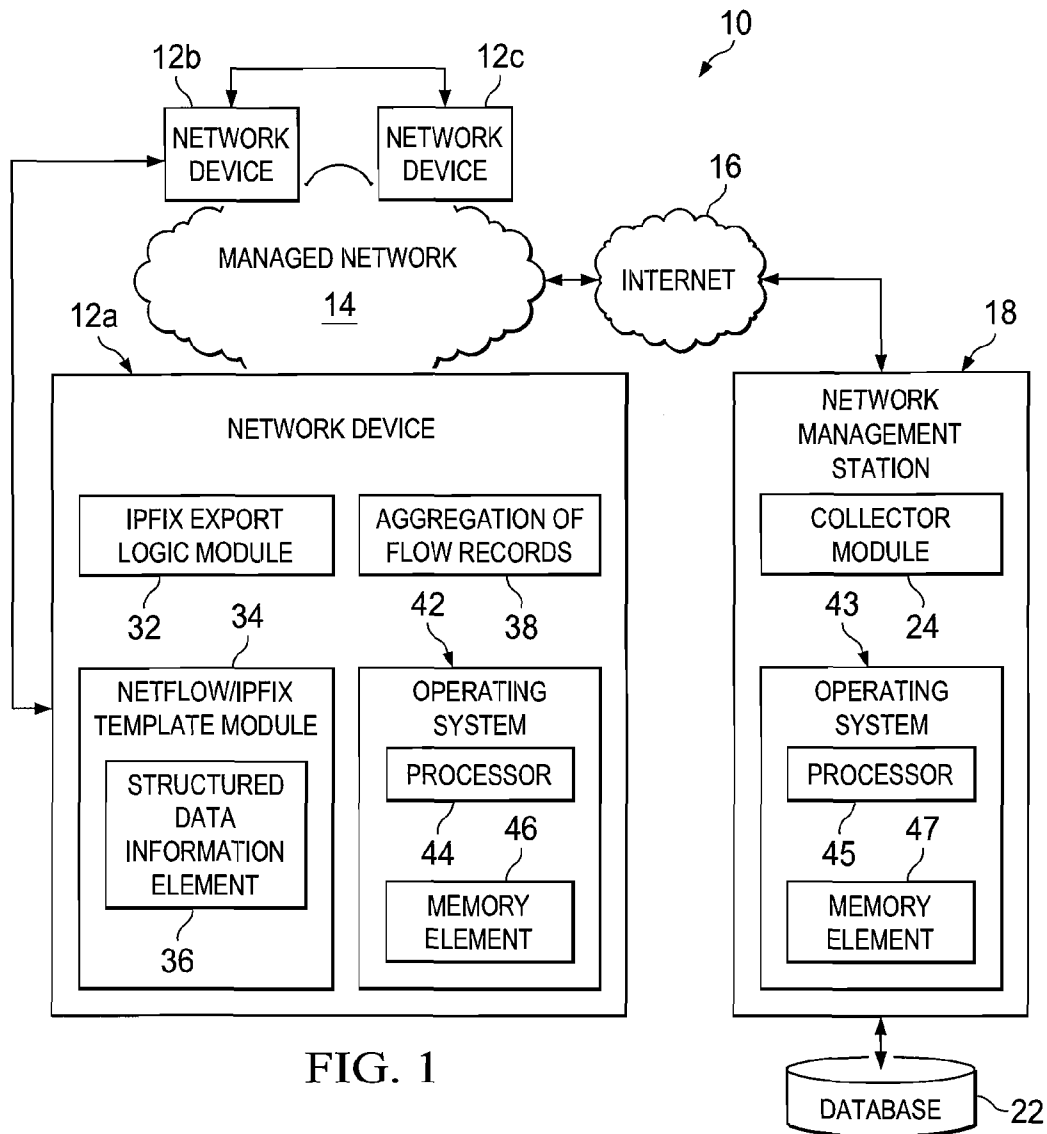 10
12b
12c
NETWORK
DEVICE
NETWORK
DEVICE
16
MANAGED NETWORK
14
INTERNET
12a
18
NETWORK DEVICE
NETWORK
MANAGEMENT
STATION
IPFIX EXPORT
LOGIC MODULE
AGGREGATION OF
FLOW RECORDS
COLLECTOR
MODULE
32
34
42
38
43
24
NETFLOW/IPFIX
TEMPLATE MODULE
OPERATING
SYSTEM
OPERATING
SYSTEM
STRUCTURED
DATA
INFORMATION
ELEMENT
PROCESSOR
PROCESSOR
44
46
45
47
36
MEMORY
ELEMENT
MEMORY
ELEMENT
FIG. 1
DATABASE
22